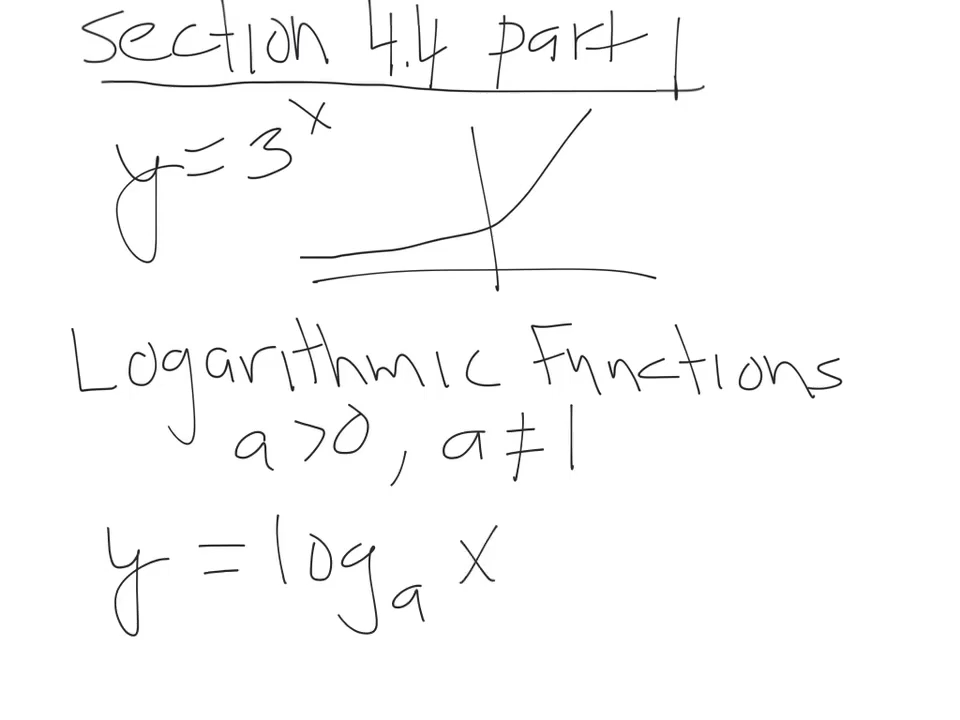 Section 4.4 part 1
y = 3^x
Logarithmic Functions
a > 0, a ≠ 1
y = log_a x